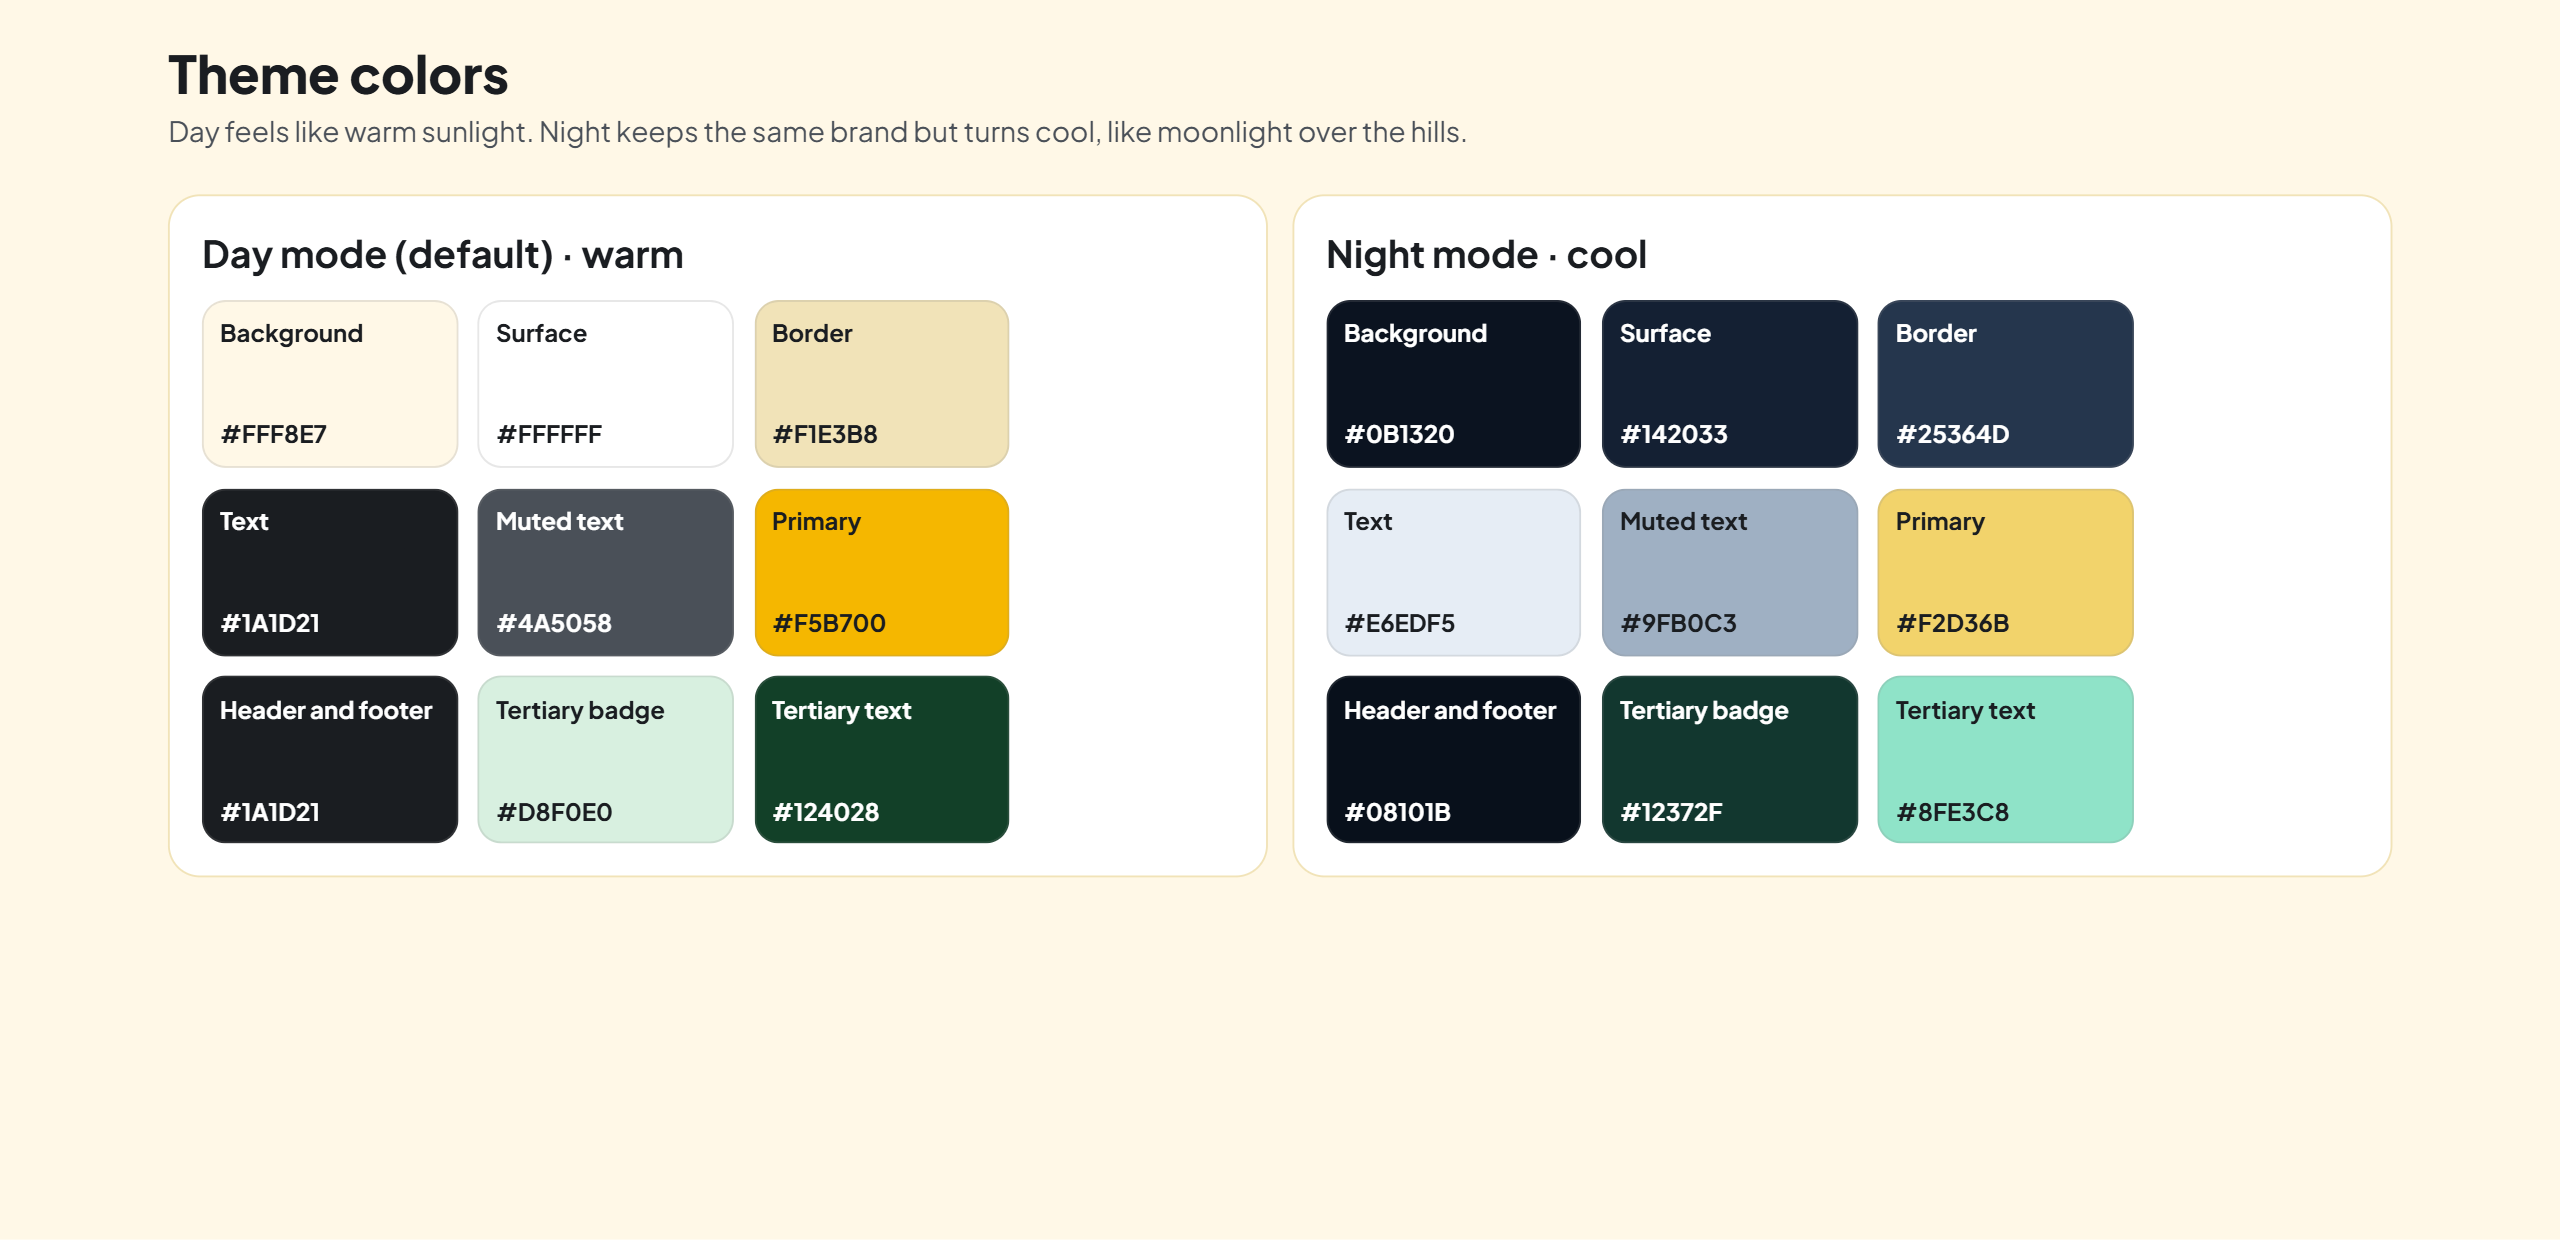 Theme colors
Day feels like warm sunlight. Night keeps the same brand but turns cool, like moonlight over the hills.
Day mode (default) · warm
Background
#FFF8E7
Surface
#FFFFFF
Border
#F1E3B8
Text
#1A1D21
Muted text
#4A5058
Primary
#F5B700
Header and footer
#1A1D21
Tertiary badge
#D8F0E0
Tertiary text
#124028
Night mode · cool
Background
#0B1320
Surface
#142033
Border
#25364D
Text
#E6EDF5
Muted text
#9FB0C3
Primary
#F2D36B
Header and footer
#08101B
Tertiary badge
#12372F
Tertiary text
#8FE3C8